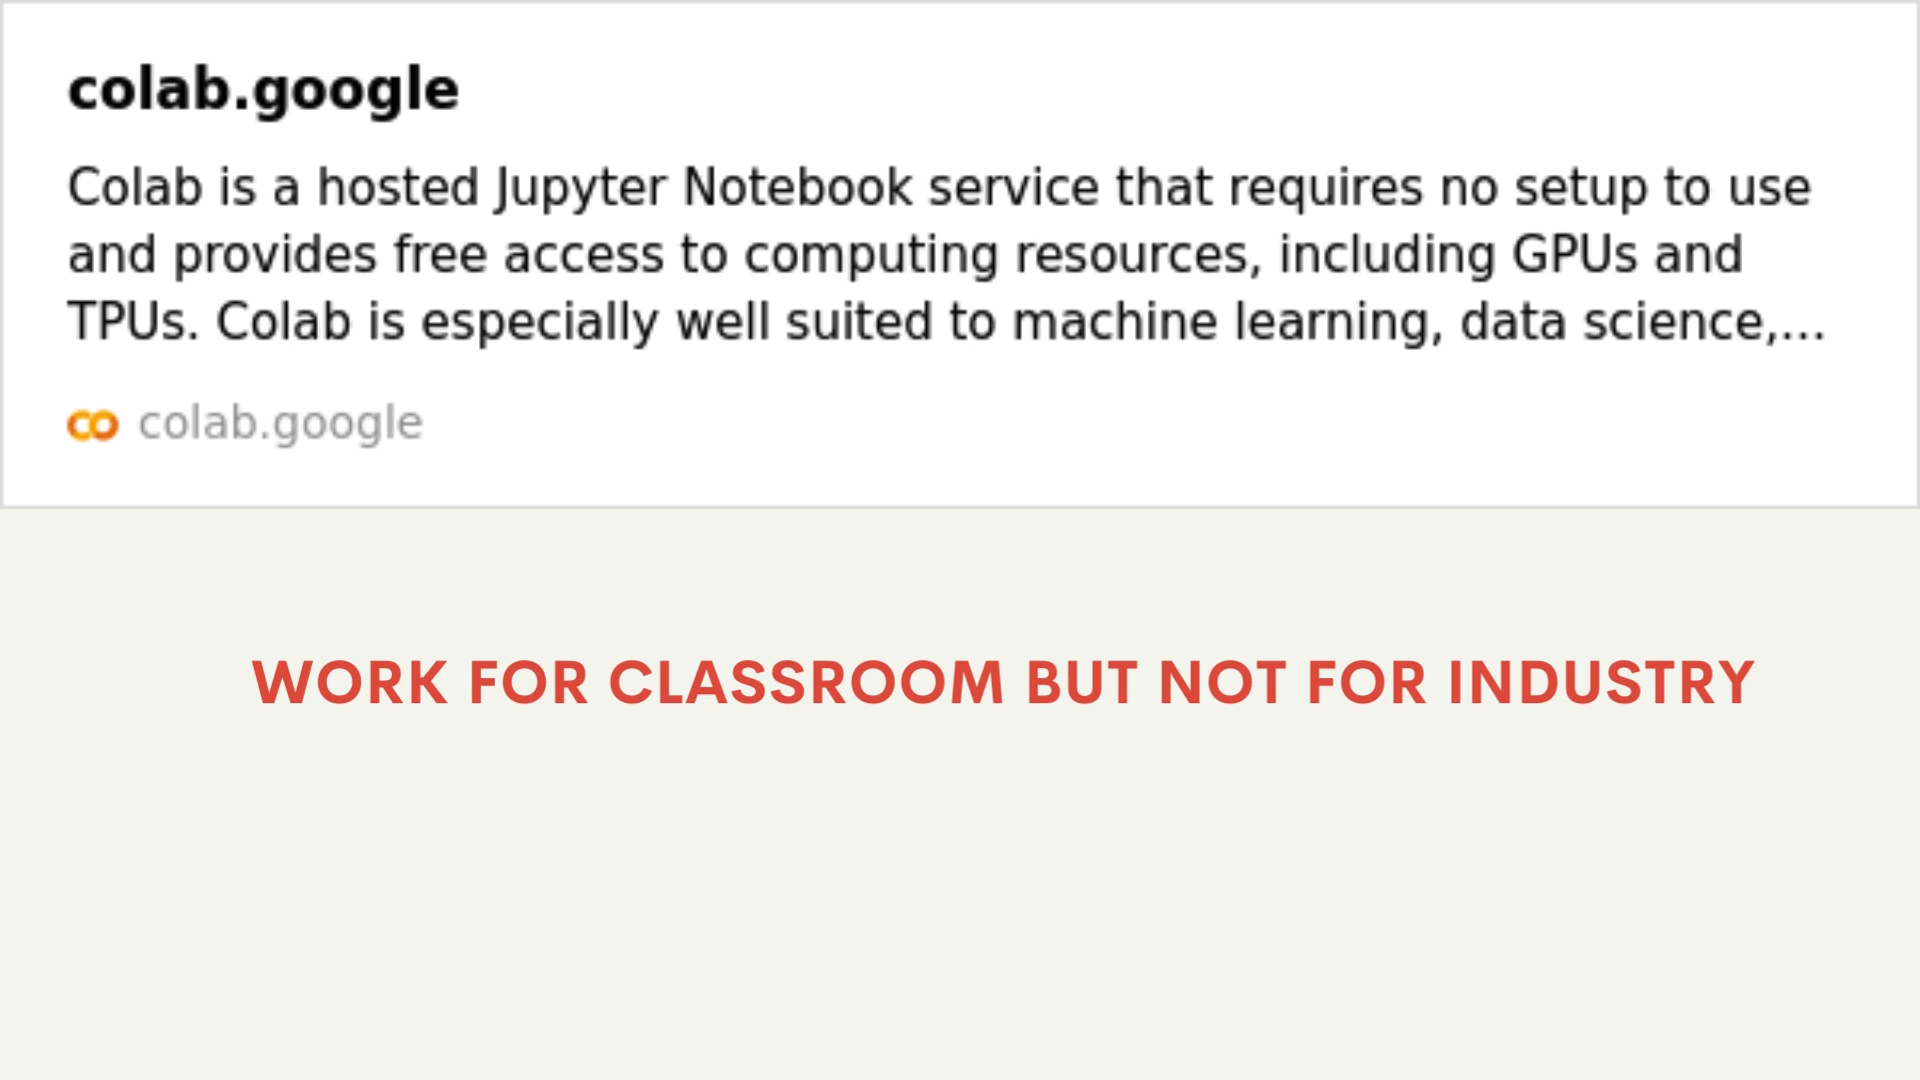 colab.google
Colab is a hosted Jupyter Notebook service that requires no setup to use
and provides free access to computing resources, including GPUs and
TPUs. Colab is especially well suited to machine learning, data science,...
colab.google
WORK FOR CLASSROOM BUT NOT FOR INDUSTRY